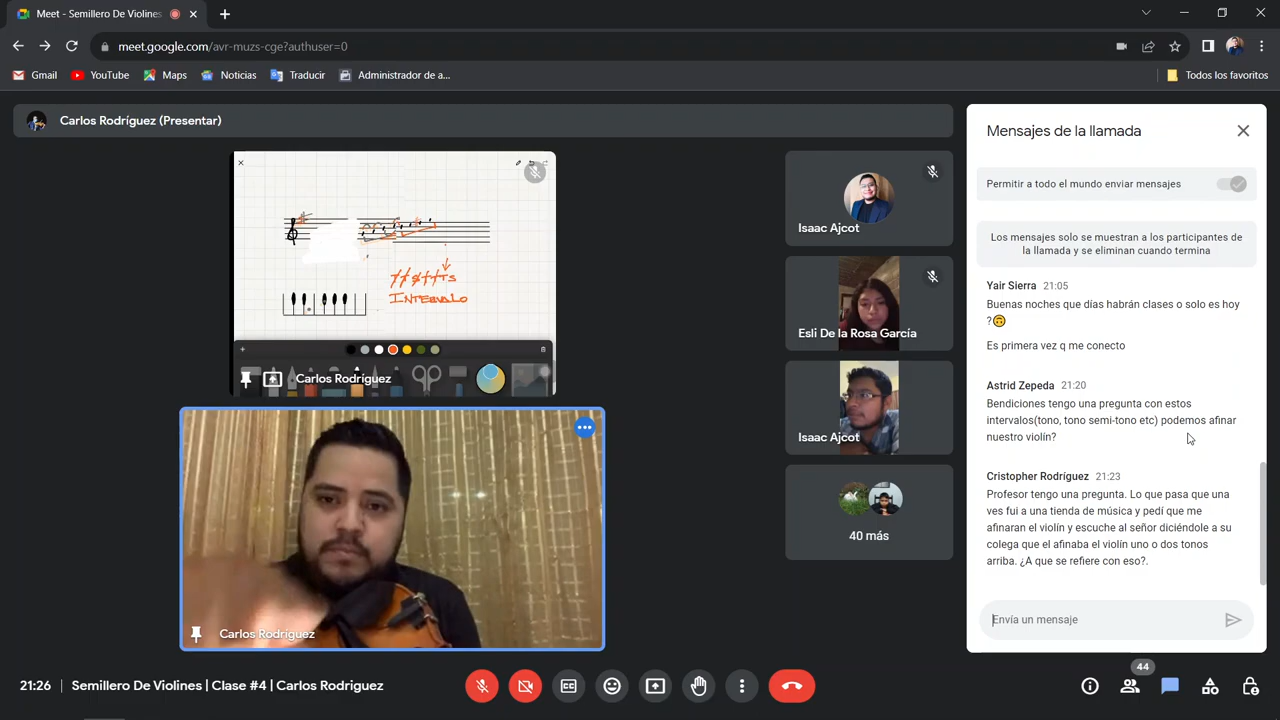 Meet - Semillero De Violines
meet.google.com/avr-muzs-cge?authuser=0
Gmail
YouTube
Maps
Noticias
Traducir
Administrador de a...
Todos los favoritos
Carlos Rodríguez (Presentar)
INTERVALO
Carlos Rodríguez
Carlos Rodríguez
Isaac Ajcot
Esli De la Rosa García
Isaac Ajcot
40 más
Mensajes de la llamada
Permitir a todo el mundo enviar mensajes
Los mensajes solo se muestran a los participantes de
la llamada y se eliminan cuando termina
Yair Sierra 21:05
Buenas noches que días habrán clases o solo es hoy
?🙃
Es primera vez q me conecto
Astrid Zepeda 21:20
Bendiciones tengo una pregunta con estos
intervalos(tono, tono semi-tono etc) podemos afinar
nuestro violín?
Cristopher Rodríguez 21:23
Profesor tengo una pregunta. Lo que pasa que una
ves fui a una tienda de música y pedí que me
afinaran el violín y escuche al señor diciéndole a su
colega que el afinaba el violín uno o dos tonos
arriba. ¿A que se refiere con eso?.
Envía un mensaje
21:26 | Semillero De Violines | Clase #4 | Carlos Rodriguez
44